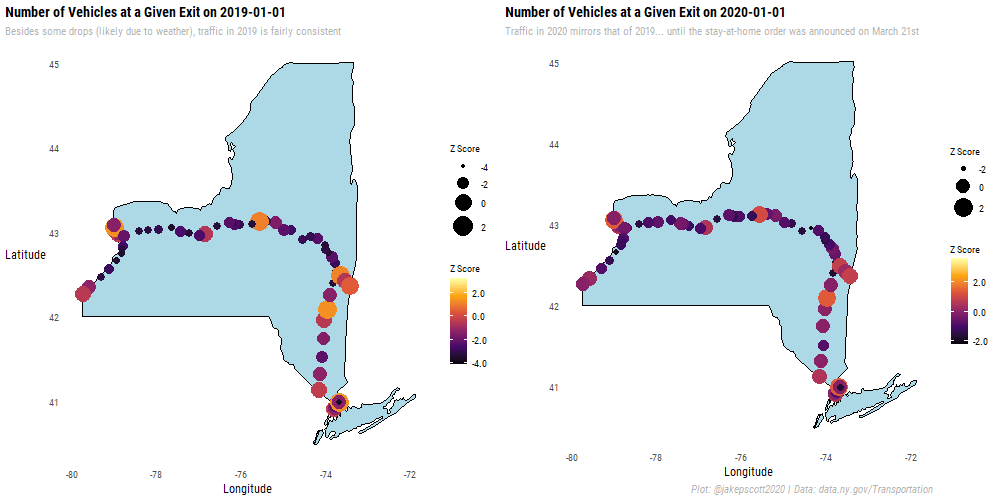 Number of Vehicles at a Given Exit on 2019-01-01
Besides some drops (likely due to weather), traffic in 2019 is fairly consistent
45
44
43
42
41
Latitude
-80
-78
-76
-74
-72
Longitude
Z Score
-4
-2
0
2
Z Score
2.0
0.0
-2.0
-4.0
Number of Vehicles at a Given Exit on 2020-01-01
Traffic in 2020 mirrors that of 2019... until the stay-at-home order was announced on March 21st
45
44
43
42
41
Latitude
-80
-78
-76
-74
-72
Longitude
Z Score
-2
0
2
Z Score
2.0
0.0
-2.0
Plot: @jakepscott2020 | Data: data.ny.gov/Transportation